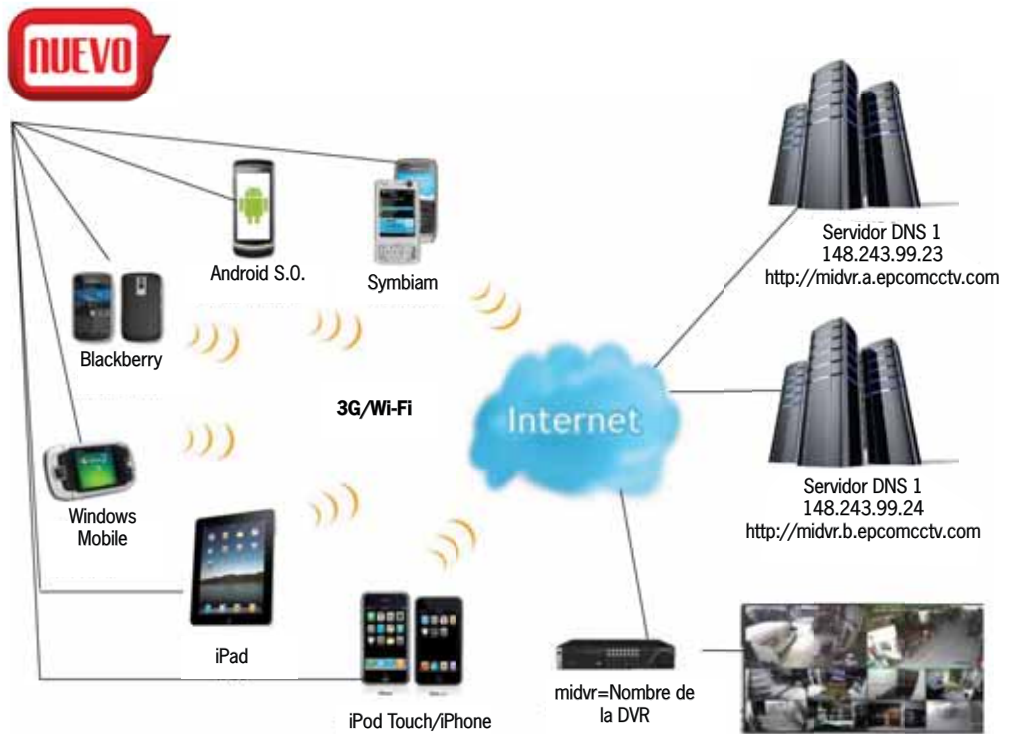 NUEVO
Android S.O.
Symbiam
Blackberry
3G/Wi-Fi
Internet
Windows
Mobile
iPad
iPod Touch/iPhone
Servidor DNS 1
148.243.99.23
http://midvr.a.epcomcctv.com
Servidor DNS 1
148.243.99.24
http://midvr.b.epcomcctv.com
midvr=Nombre de
la DVR